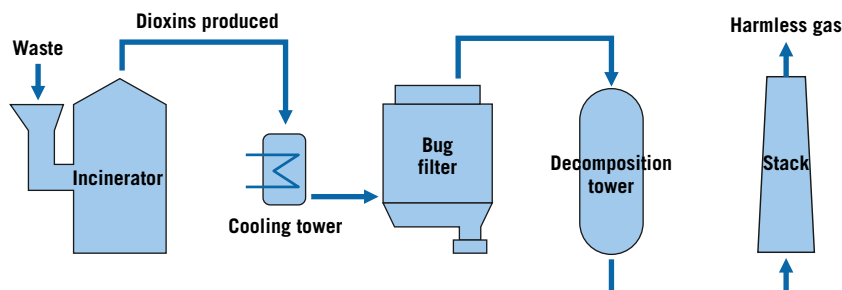 Dioxins produced
Harmless gas
Waste
Incinerator
Cooling tower
Bug
filter
Decomposition
tower
Stack